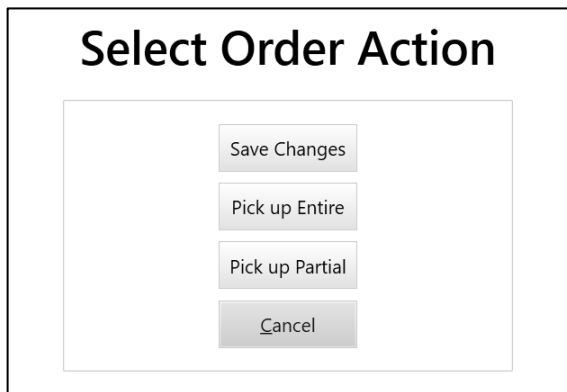 Select Order Action
Save Changes
Pick up Entire
Pick up Partial
Cancel